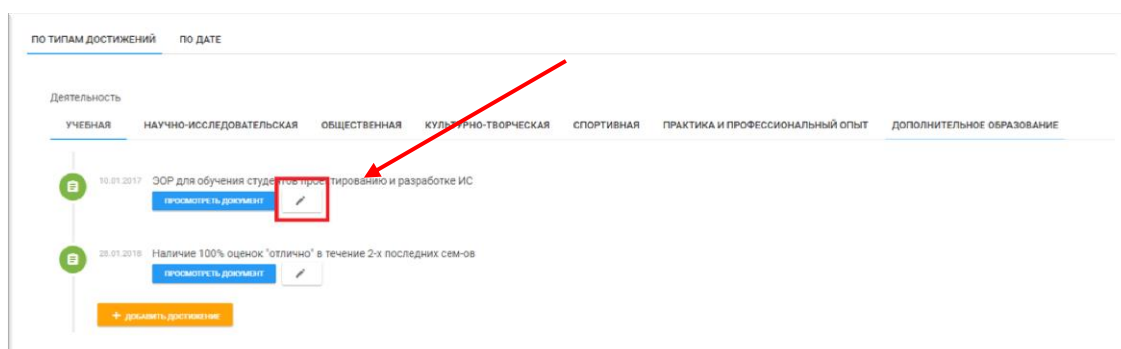 ПО ТИПАМ ДОСТИЖЕНИЙ ПО ДАТЕ
Деятельность
УЧЕБНАЯ НАУЧНО-ИССЛЕДОВАТЕЛЬСКАЯ ОБЩЕСТВЕННАЯ КУЛЬТУРНО-ТВОРЧЕСКАЯ СПОРТИВНАЯ ПРАКТИКА И ПРОФЕССИОНАЛЬНЫЙ ОПЫТ ДОПОЛНИТЕЛЬНОЕ ОБРАЗОВАНИЕ
10.01.2017 ЭОР для обучения студентов проектированию и разработке ИС
ПРОСМОТРЕТЬ ДОКУМЕНТ
28.01.2018 Наличие 100% оценок "отлично" в течение 2-х последних сем-ов
ПРОСМОТРЕТЬ ДОКУМЕНТ
+ ДОБАВИТЬ ДОСТИЖЕНИЕ